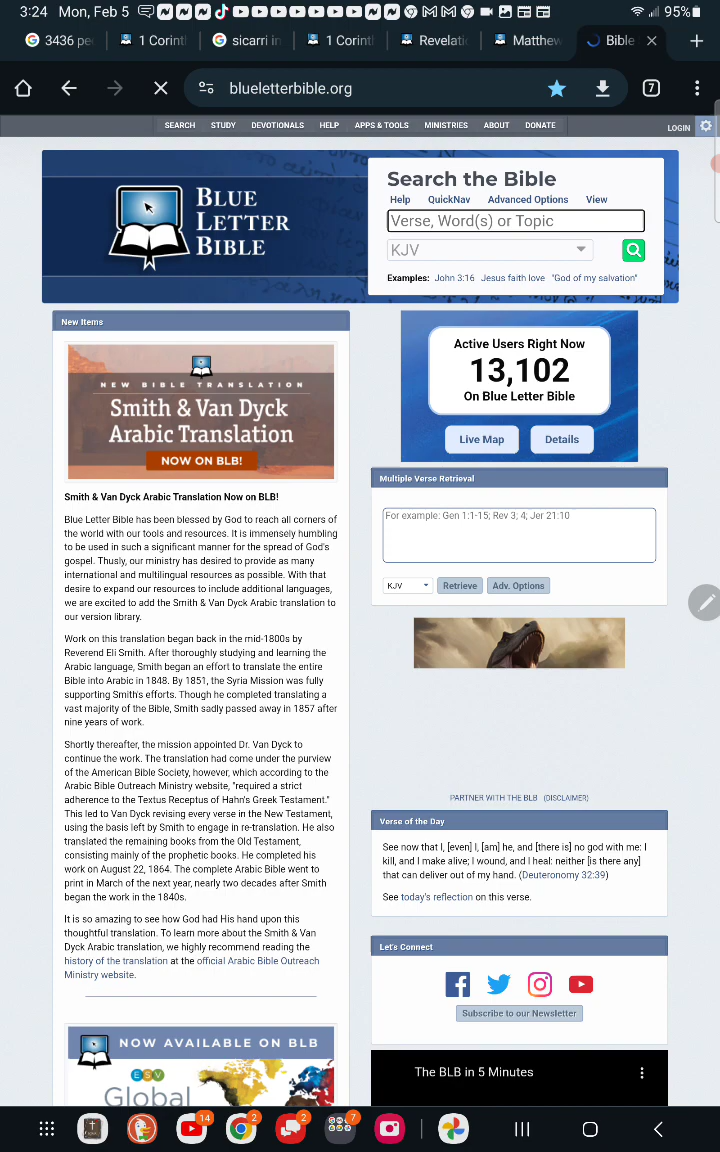 3:24 Mon, Feb 5
95%
3436 pe
1 Corint
sicarri in
1 Corint
Revelati
Matthew
Bible
blueletterbible.org
7
SEARCH STUDY DEVOTIONALS HELP APPS & TOOLS MINISTRIES ABOUT DONATE
LOGIN
BLUE
LETTER
BIBLE
Search the Bible
Help QuickNav Advanced Options View
Verse, Word(s) or Topic
KJV
Examples: John 3:16 Jesus faith love "God of my salvation"
New Items
NEW BIBLE TRANSLATION
Smith & Van Dyck
Arabic Translation
NOW ON BLB!
Smith & Van Dyck Arabic Translation Now on BLB!
Blue Letter Bible has been blessed by God to reach all corners of
the world with our tools and resources. It is immensely humbling
to be used in such a significant manner for the spread of God's
gospel. Thusly, our ministry has desired to provide as many
international and multilingual resources as possible. With that
desire to expand our resources to include additional languages,
we are excited to add the Smith & Van Dyck Arabic translation to
our version library.
Work on this translation began back in the mid-1800s by
Reverend Eli Smith. After thoroughly studying and learning the
Arabic language, Smith began an effort to translate the entire
Bible into Arabic in 1848. By 1851, the Syria Mission was fully
supporting Smith's efforts. Though he completed translating a
vast majority of the Bible, Smith sadly passed away in 1857 after
nine years of work.
Shortly thereafter, the mission appointed Dr. Van Dyck to
continue the work. The translation had come under the purview
of the American Bible Society, however, which according to the
Arabic Bible Outreach Ministry website, "required a strict
adherence to the Textus Receptus of Hahn's Greek Testament."
This led to Van Dyck revising every verse in the New Testament,
using the basis left by Smith to engage in re-translation. He also
translated the remaining books from the Old Testament,
consisting mainly of the prophetic books. He completed his
work on August 22, 1864. The complete Arabic Bible went to
print in March of the next year, nearly two decades after Smith
began the work in the 1840s.
It is so amazing to see how God had His hand upon this
thoughtful translation. To learn more about the Smith & Van
Dyck Arabic translation, we highly recommend reading the
history of the translation at the official Arabic Bible Outreach
Ministry website.
NOW AVAILABLE ON BLB
ESV
Global
Active Users Right Now
13,102
On Blue Letter Bible
Live Map Details
Multiple Verse Retrieval
For example: Gen 1:1-15; Rev 3; 4; Jer 21:10
KJV Retrieve Adv. Options
PARTNER WITH THE BLB (DISCLAIMER)
Verse of the Day
See now that I, [even] I, [am] he, and [there is] no god with me: I
kill, and I make alive; I wound, and I heal: neither [is there any]
that can deliver out of my hand. (Deuteronomy 32:39)
See today's reflection on this verse.
Let's Connect
Subscribe to our Newsletter
The BLB in 5 Minutes
14
2
2
7